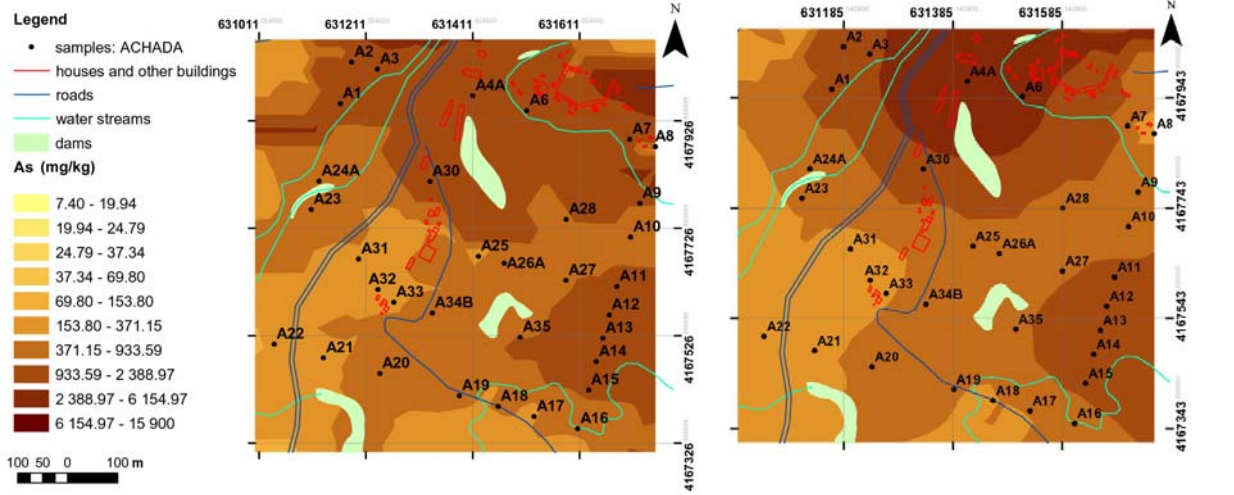 Legend
samples: ACHADA
houses and other buildings
roads
water streams
dams
As (mg/kg)
7.40 - 19.94
19.94 - 24.79
24.79 - 37.34
37.34 - 69.80
69.80 - 153.80
153.80 - 371.15
371.15 - 933.59
933.59 - 2 388.97
2 388.97 - 6 154.97
6 154.97 - 15 900
100 50 0 100 m
631011 631211 631411 631611
N
A2
A3
A1
A4A
A6
A7
A8
A24A
A30
A23
A9
A28
A10
A31
A25
A26A
A27
A11
A32
A33
A34B
A12
A22
A35
A13
A21
A20
A14
A19
A15
A18
A17
A16
4167926
4167726
4167526
4167326
631185 631385 631585
N
A2
A3
A1
A4A
A6
A7
A8
A24A
A30
A23
A9
A28
A10
A31
A25
A26A
A27
A11
A32
A33
A34B
A12
A22
A35
A13
A21
A20
A14
A19
A15
A18
A17
A16
4167943
4167743
4167543
4167343